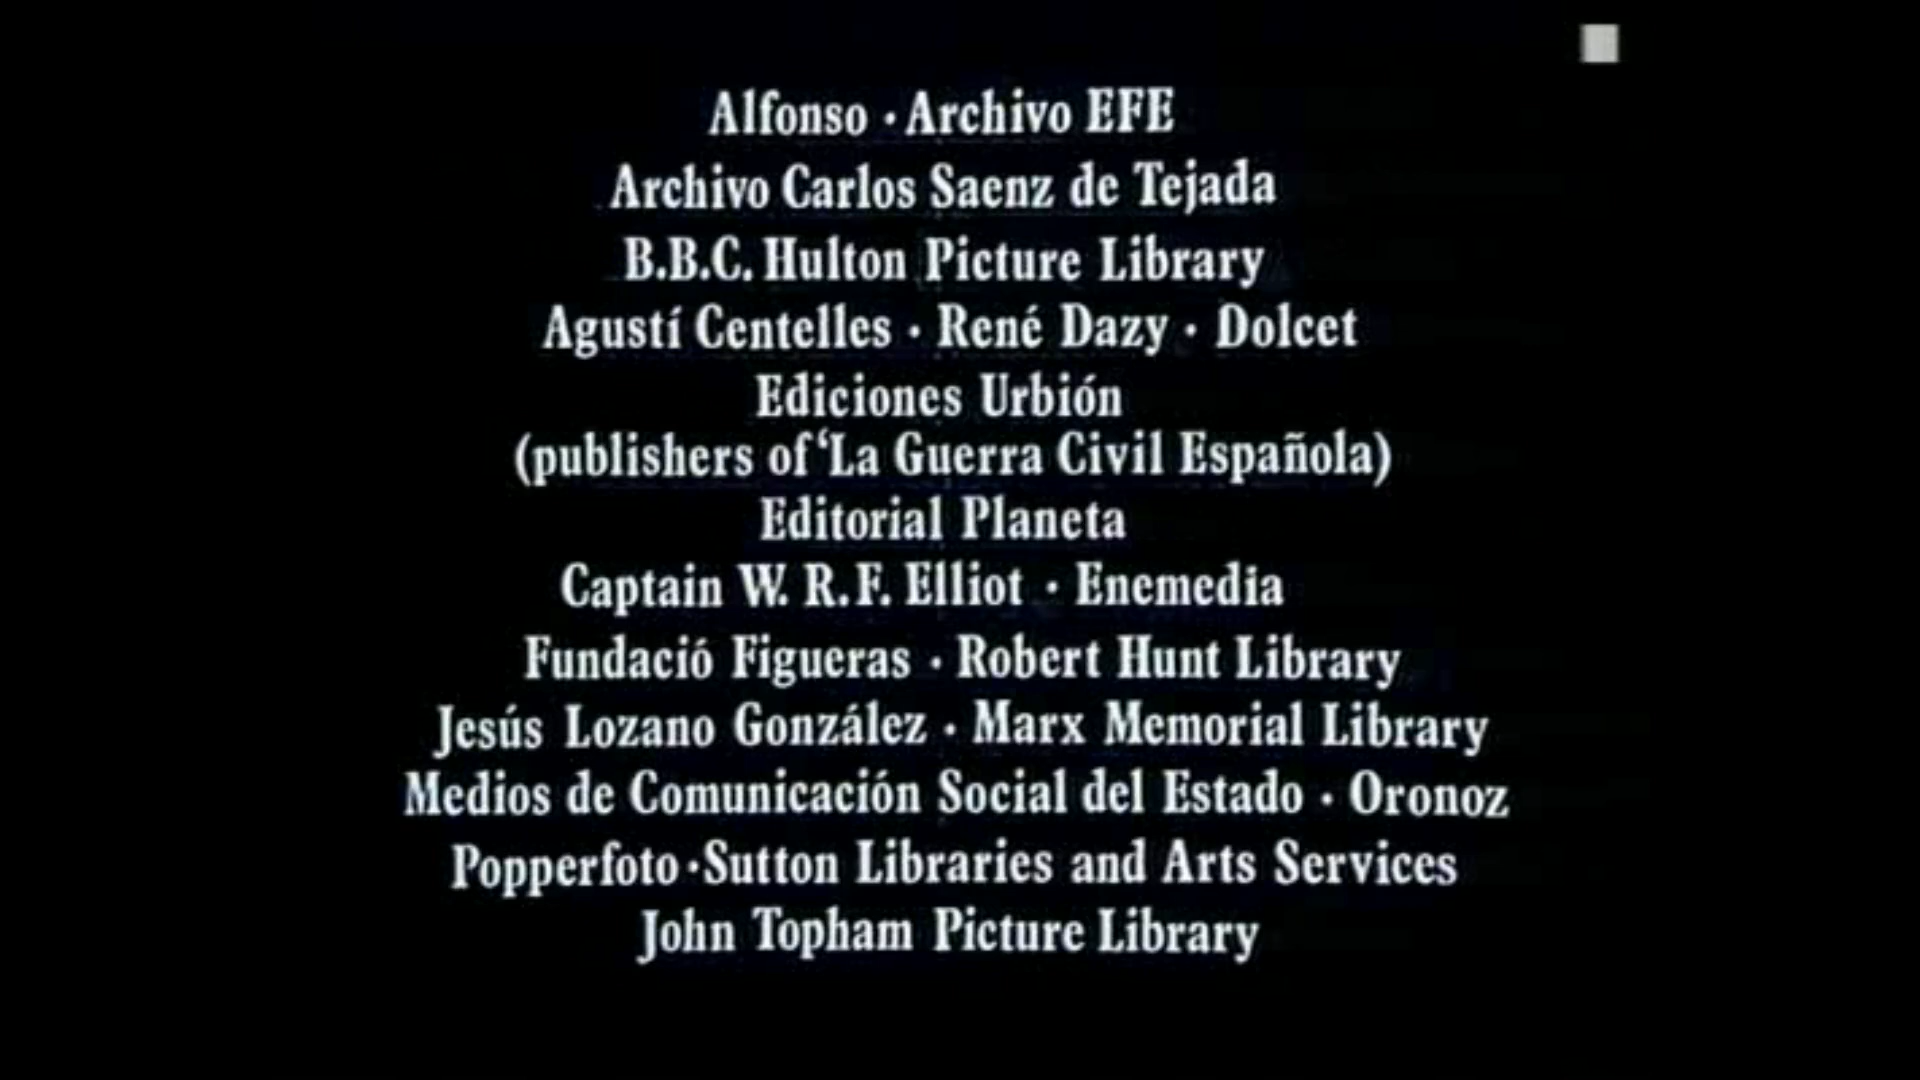 Alfonso · Archivo EFE
Archivo Carlos Saenz de Tejada
B.B.C. Hulton Picture Library
Agustí Centelles · René Dazy · Dolcet
Ediciones Urbión
(publishers of ‘La Guerra Civil Española)
Editorial Planeta
Captain W. R. F. Elliot · Enemedia
Fundació Figueras · Robert Hunt Library
Jesús Lozano González · Marx Memorial Library
Medios de Comunicación Social del Estado · Oronoz
Popperfoto · Sutton Libraries and Arts Services
John Topham Picture Library